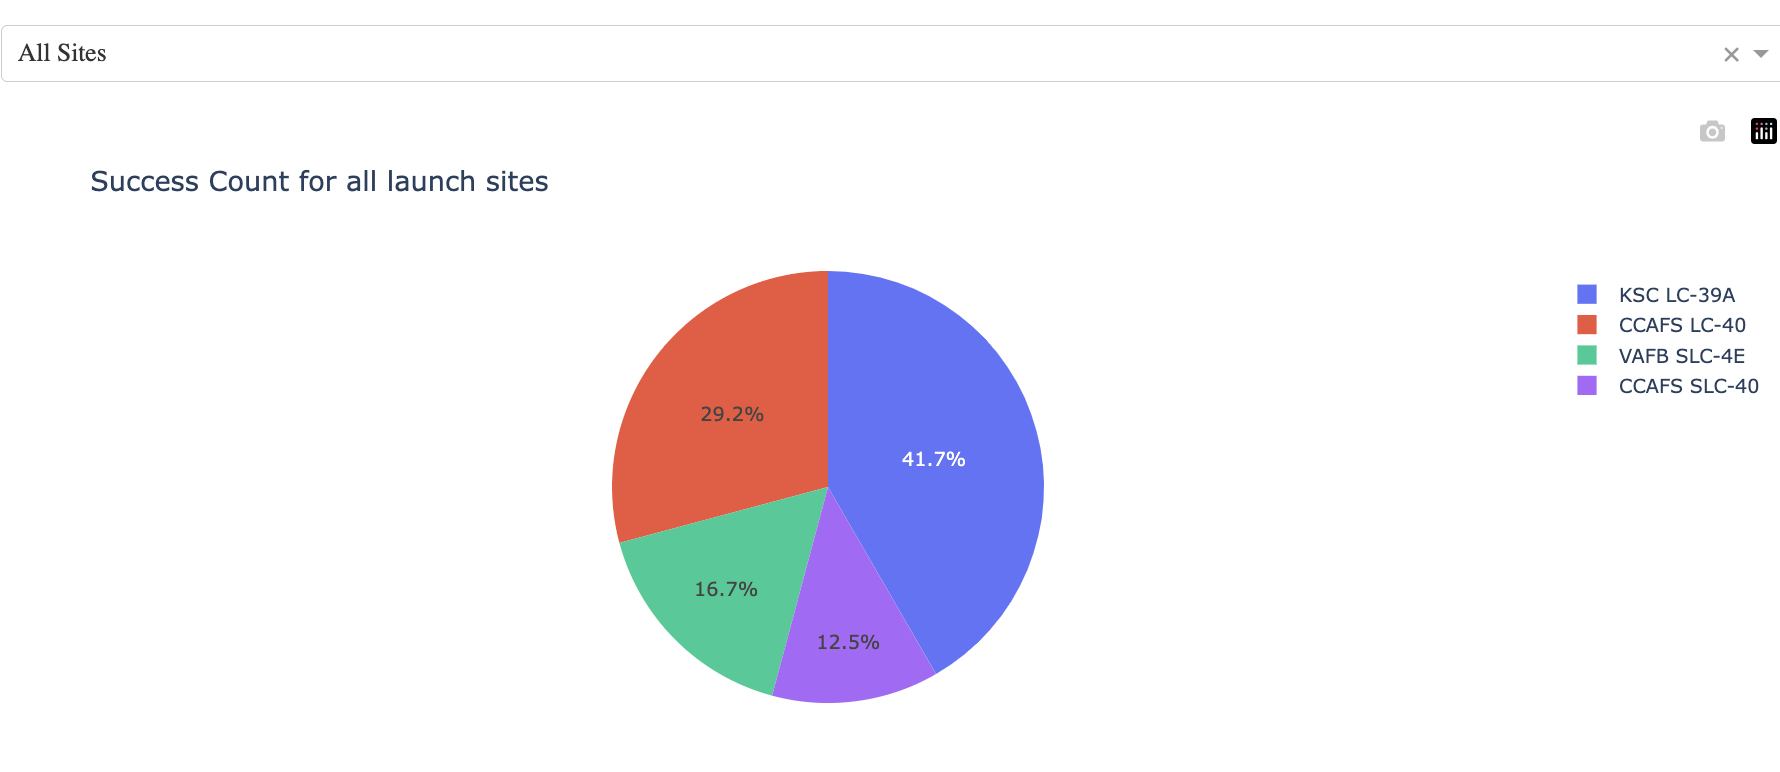 All Sites
Success Count for all launch sites
KSC LC-39A
CCAFS LC-40
VAFB SLC-4E
CCAFS SLC-40
29.2%
41.7%
16.7%
12.5%